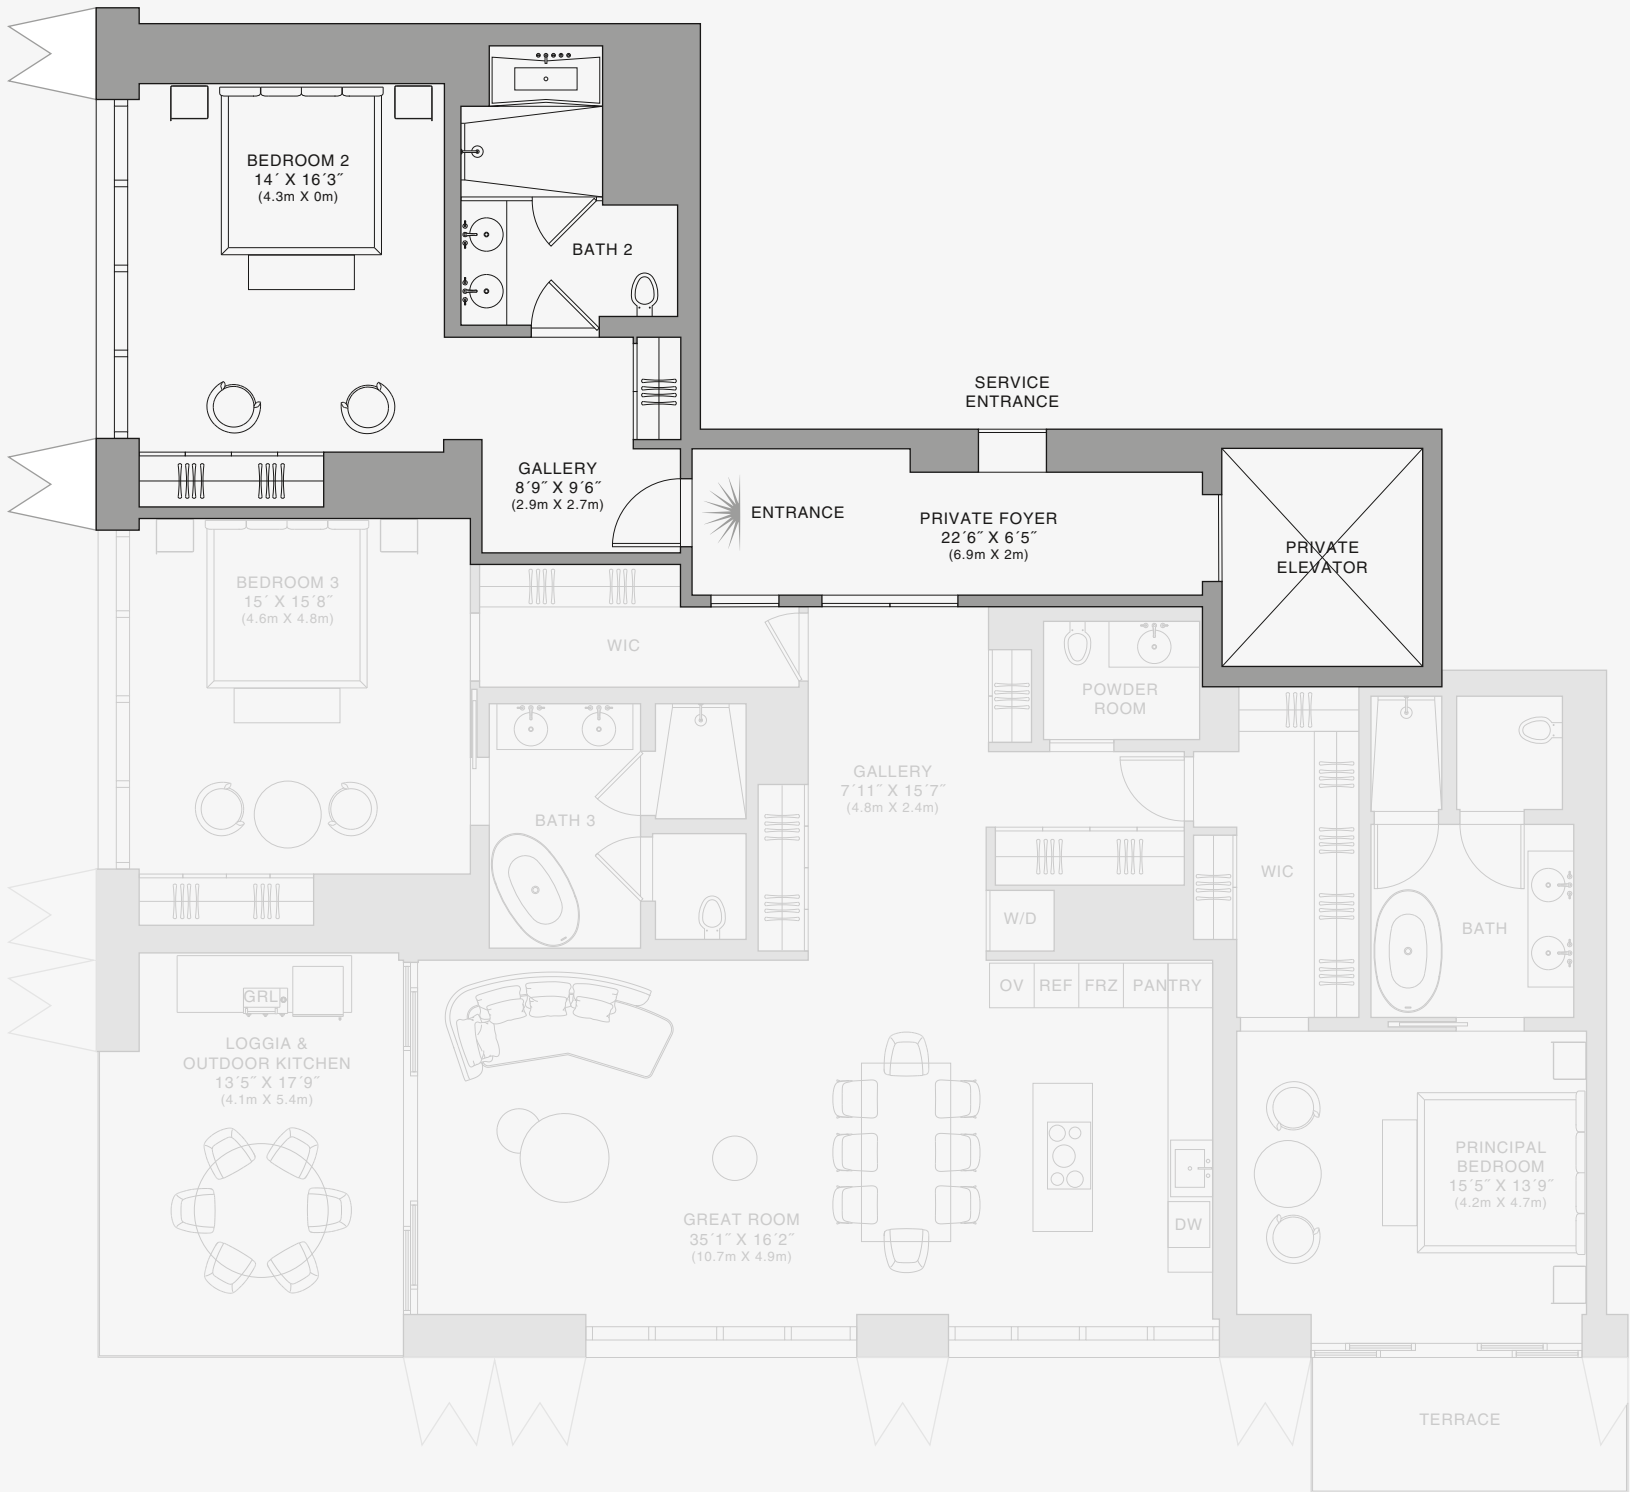 BEDROOM 2
14´ X 16´3˝
(4.3m X 0m)
BATH 2
SERVICE
ENTRANCE
GALLERY
8´9˝ X 9´6˝
(2.9m X 2.7m)
ENTRANCE
PRIVATE FOYER
22´6˝ X 6´5˝
(6.9m X 2m)
PRIVATE
ELEVATOR
BEDROOM 3
15´ X 15´8˝
(4.6m X 4.8m)
WIC
POWDER
ROOM
GALLERY
7´11˝ X 15´7˝
(4.8m X 2.4m)
BATH 3
WIC
W/D
BATH
OV
REF
FRZ
PANTRY
GRL
LOGGIA &
OUTDOOR KITCHEN
13´5˝ X 17´9˝
(4.1m X 5.4m)
PRINCIPAL
BEDROOM
15´5˝ X 13´9˝
(4.2m X 4.7m)
GREAT ROOM
35´1˝ X 16´2˝
(10.7m X 4.9m)
DW
TERRACE